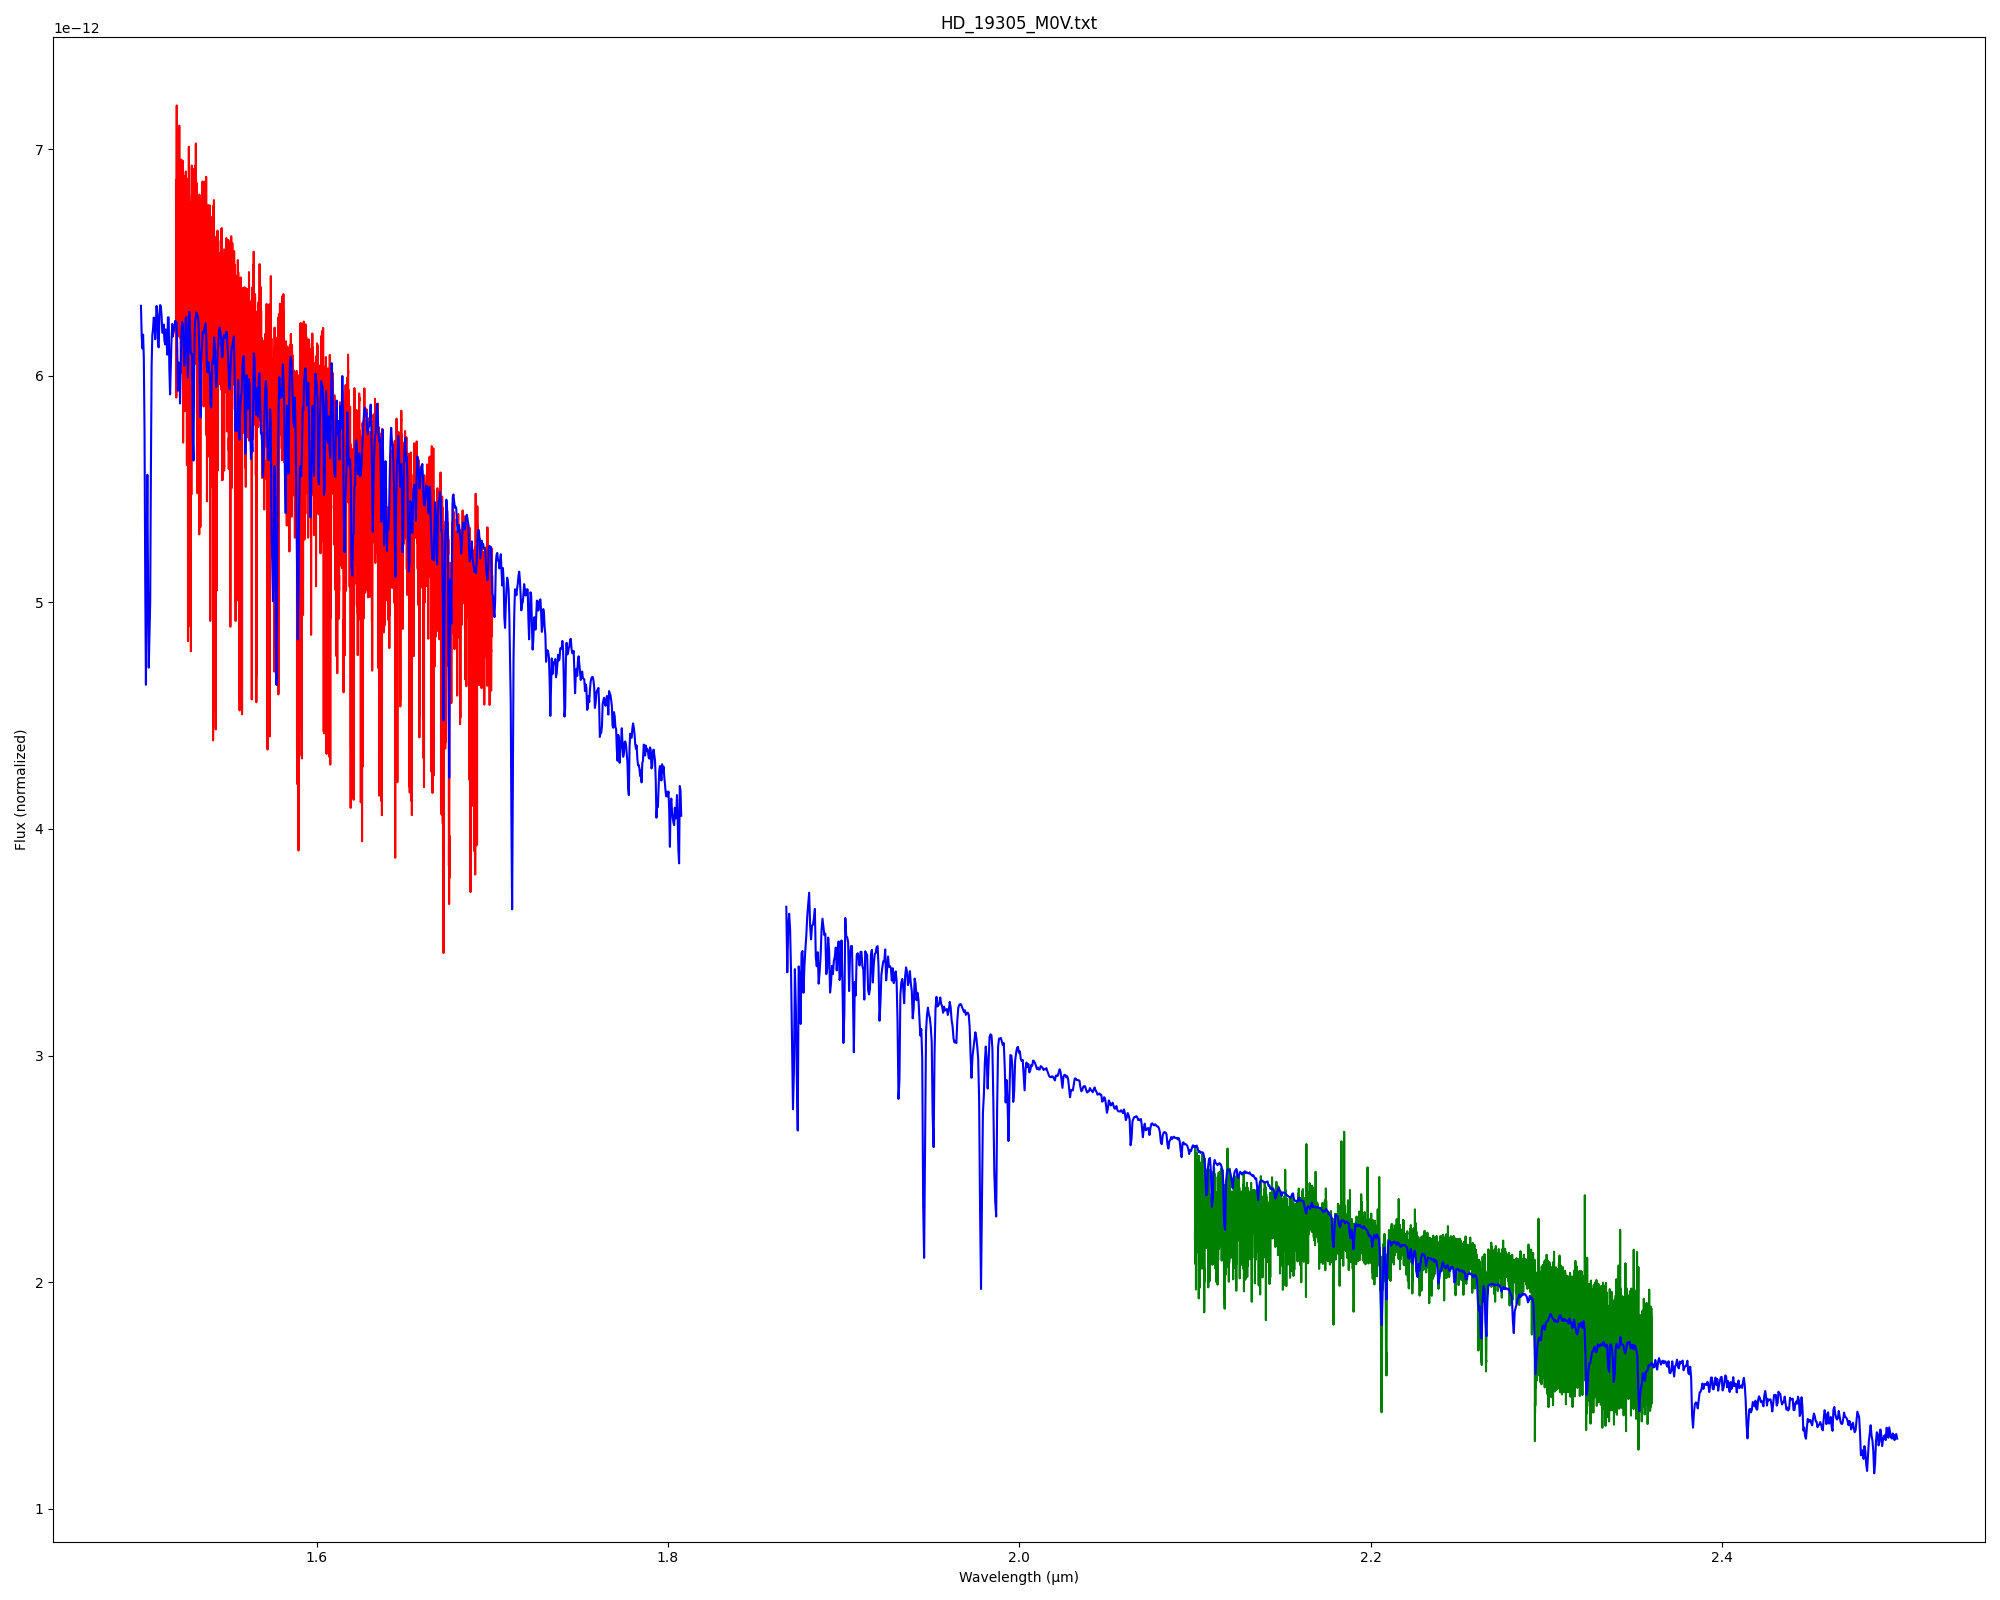 HD_19305_M0V.txt
1e−12
7
6
5
4
3
2
1
Flux (normalized)
1.6 1.8 2.0 2.2 2.4
Wavelength (μm)